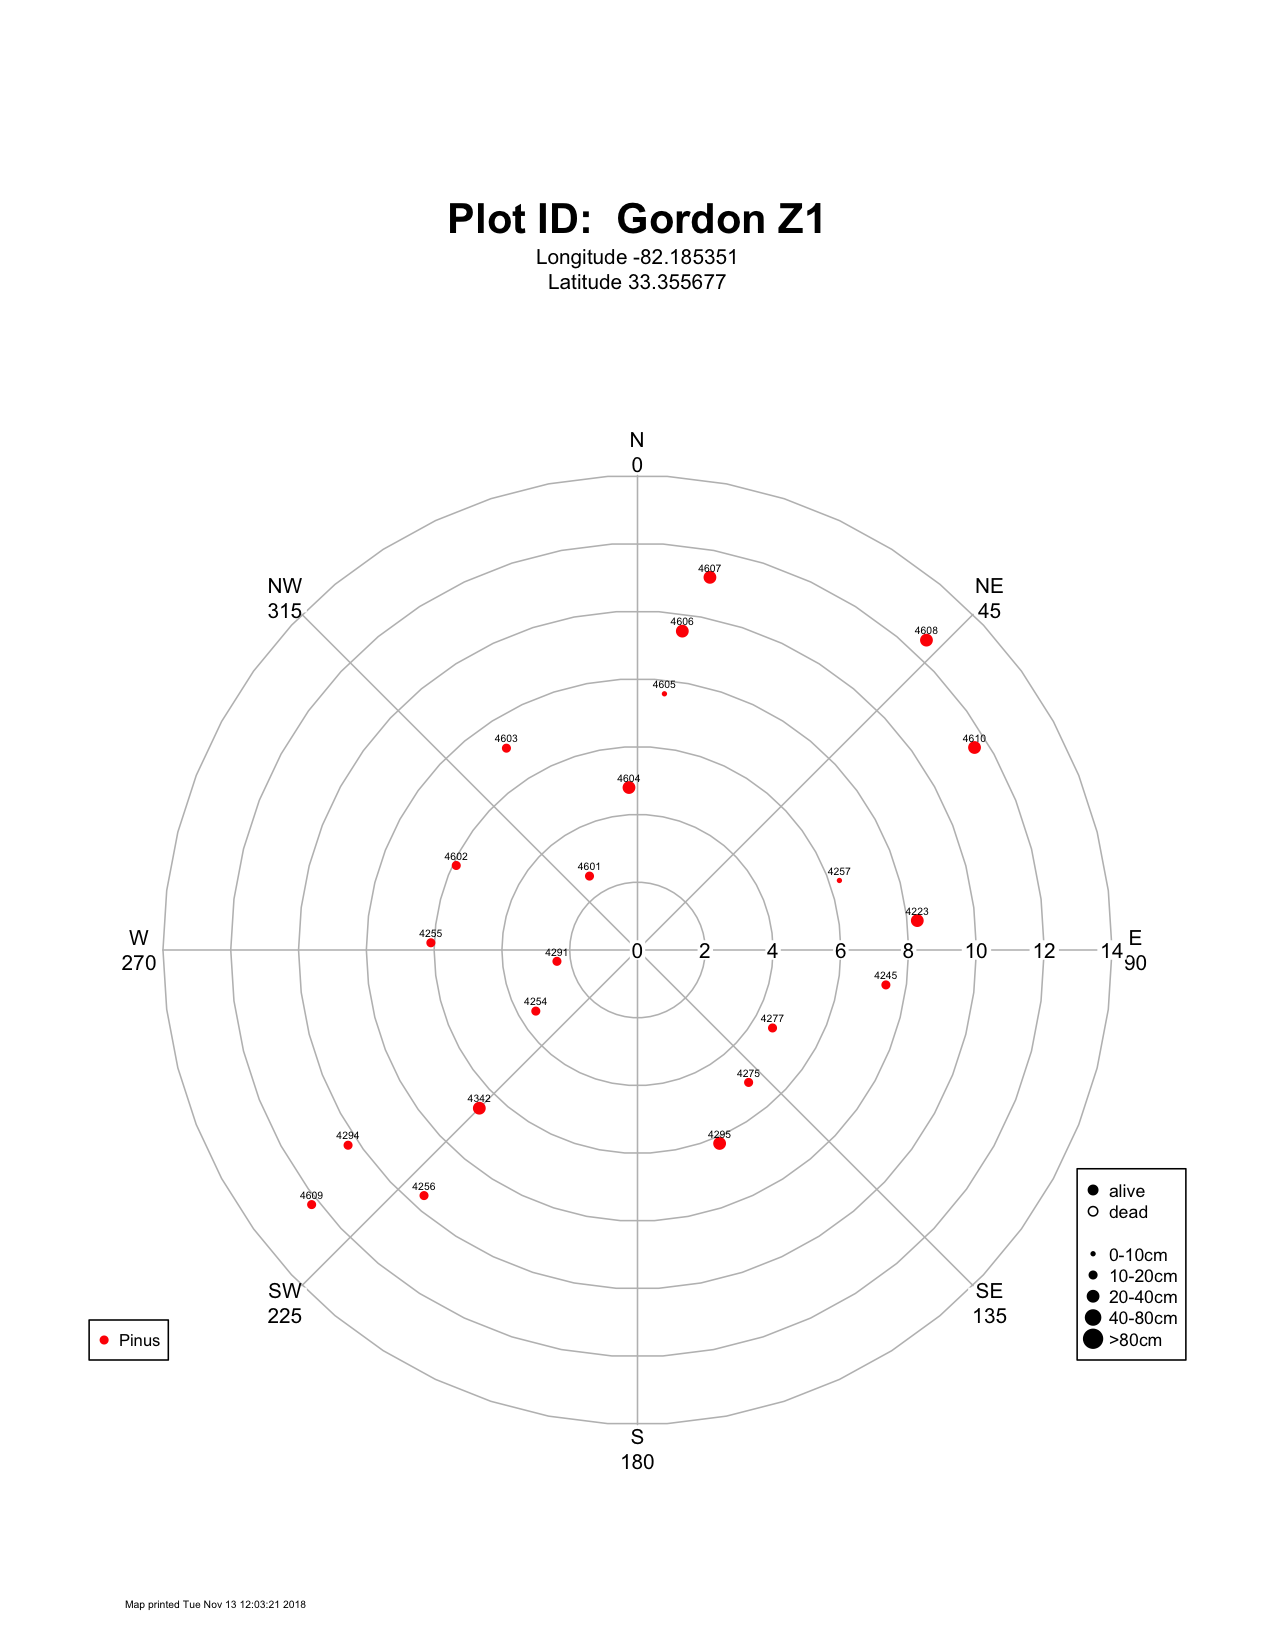 Plot ID:  Gordon Z1
Longitude -82.185351
Latitude 33.355677
N
0
NW
315
NE
45
4607
4606
4608
4605
4603
4610
4604
4602
4601
4257
4223
4255
W
270
4291
0 2 4 6 8 10 12 14
E
90
4245
4254
4277
4275
4342
4294
4295
4256
4609
alive
dead
0-10cm
10-20cm
20-40cm
40-80cm
>80cm
SW
225
SE
135
Pinus
S
180
Map printed Tue Nov 13 12:03:21 2018